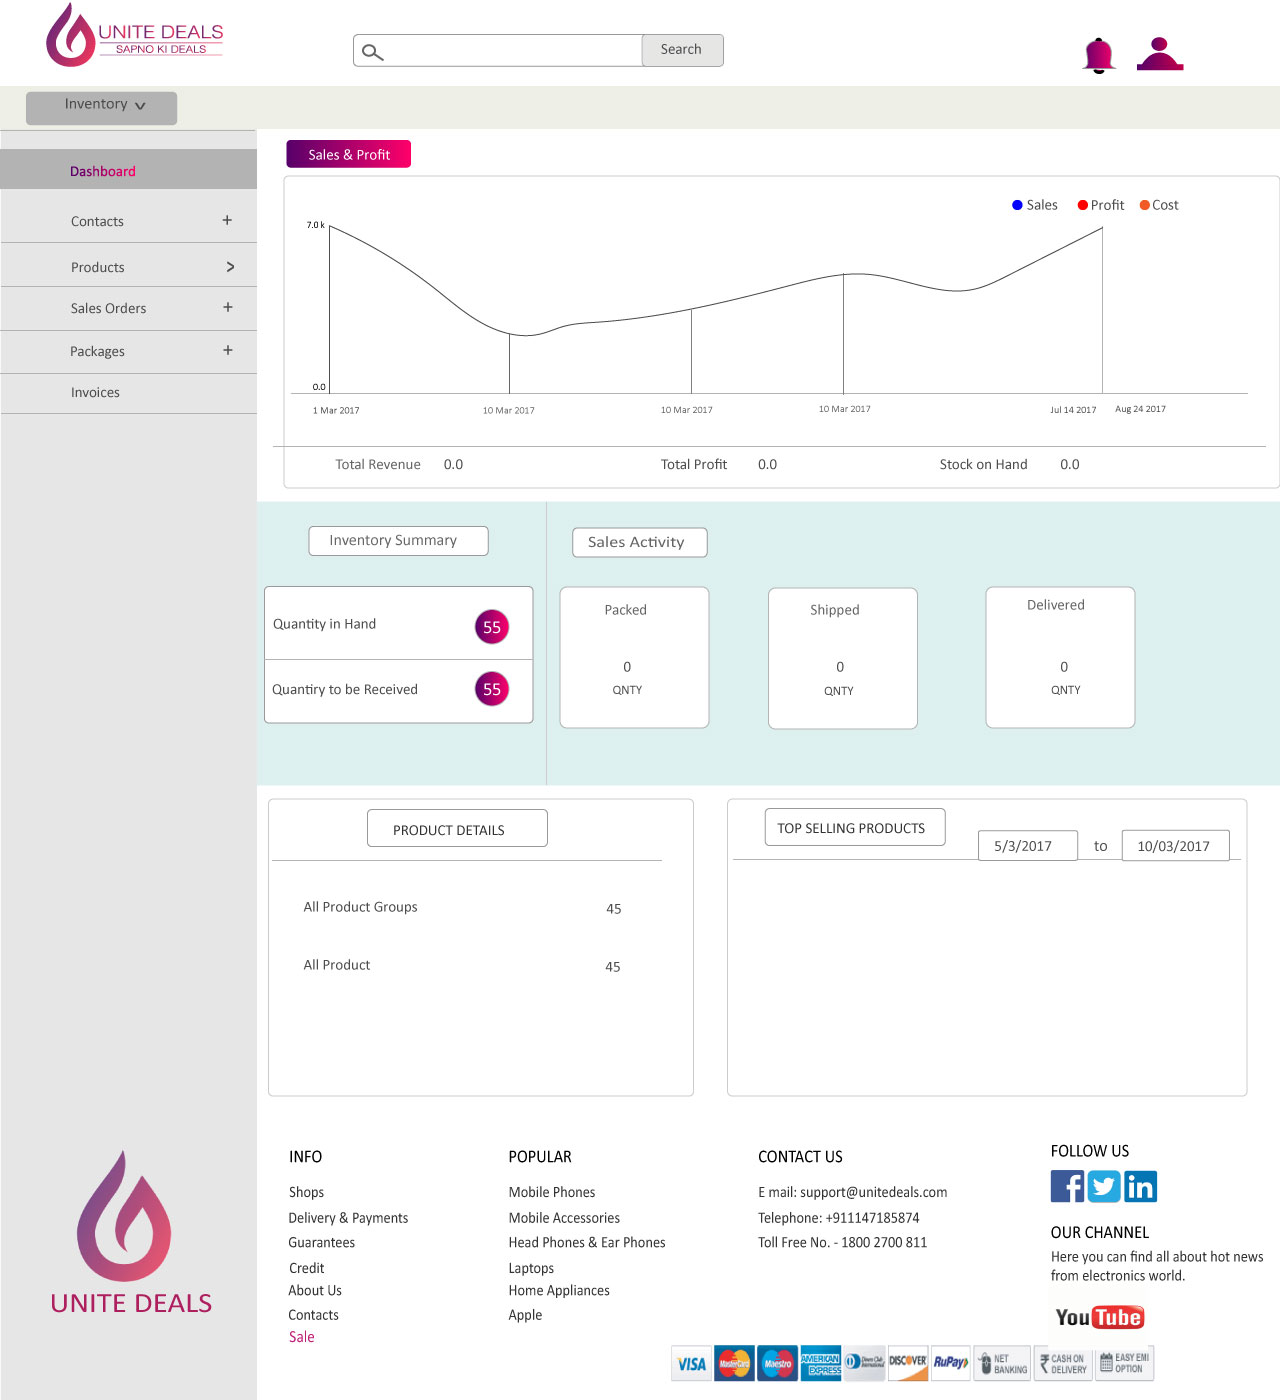 UNITE DEALS
SAPNO KI DEALS
Search
Inventory
Dashboard
Contacts +
Products >
Sales Orders +
Packages +
Invoices
Sales & Profit
Sales Profit Cost
7.0 k
0.0
1 Mar 2017 10 Mar 2017 10 Mar 2017 10 Mar 2017 Jul 14 2017 Aug 24 2017
Total Revenue 0.0 Total Profit 0.0 Stock on Hand 0.0
Inventory Summary
Quantity in Hand 55
Quantiry to be Received 55
Sales Activity
Packed
0
QNTY
Shipped
0
QNTY
Delivered
0
QNTY
PRODUCT DETAILS
All Product Groups 45
All Product 45
TOP SELLING PRODUCTS
5/3/2017 to 10/03/2017
UNITE DEALS
INFO
Shops
Delivery & Payments
Guarantees
Credit
About Us
Contacts
Sale
POPULAR
Mobile Phones
Mobile Accessories
Head Phones & Ear Phones
Laptops
Home Appliances
Apple
CONTACT US
E mail: support@unitedeals.com
Telephone: +911147185874
Toll Free No. - 1800 2700 811
FOLLOW US
f in
OUR CHANNEL
Here you can find all about hot news
from electronics world.
YouTube
VISA
MasterCard
Maestro
AMERICAN
EXPRESS
Diners Club
International
DISCOVER
RuPay
NET
BANKING
CASH ON
DELIVERY
EASY EMI
OPTION